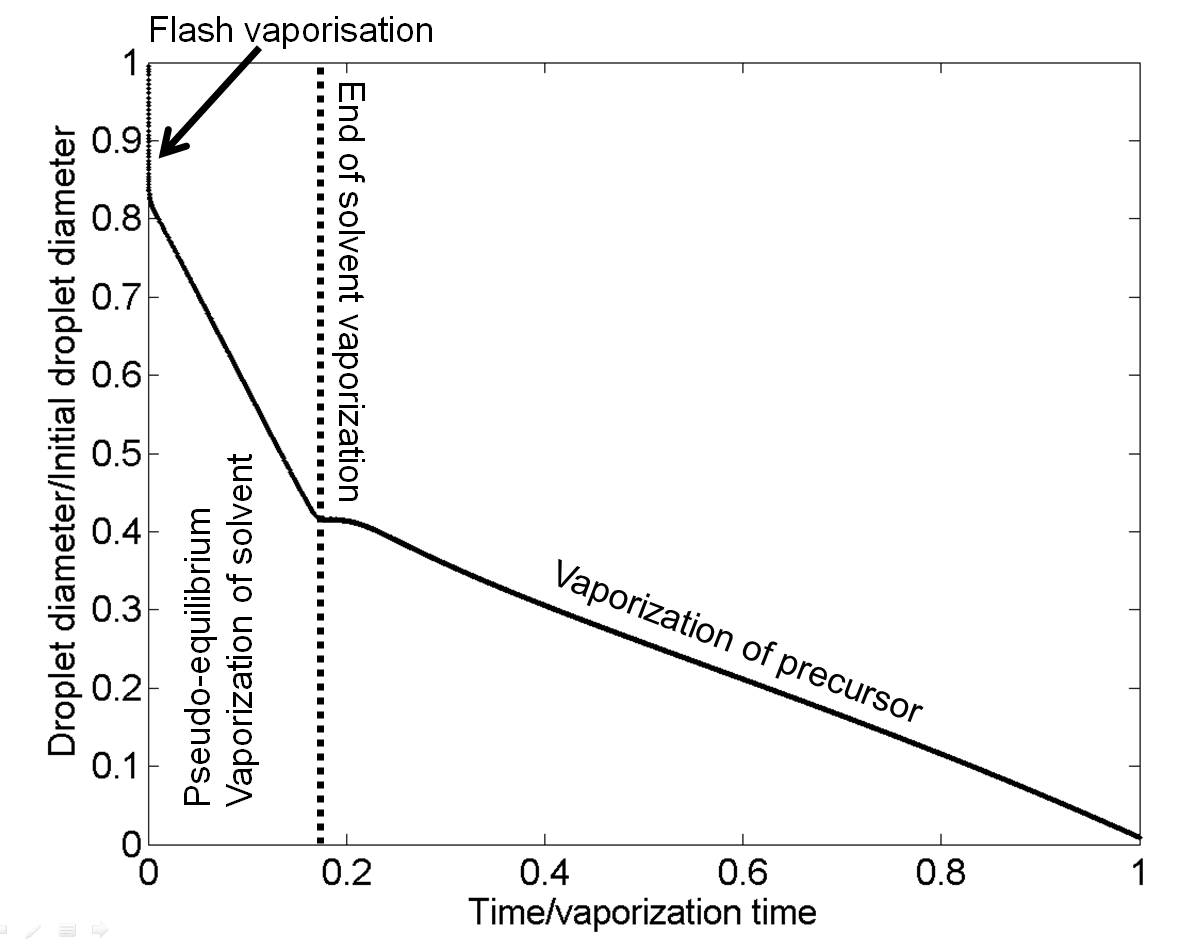 Flash vaporisation
1
0.9
0.8
0.7
0.6
0.5
0.4
0.3
0.2
0.1
0
Droplet diameter/Initial droplet diameter
Pseudo-equilibrium
Vaporization of solvent
End of solvent vaporization
Vaporization of precursor
0
0.2
0.4
0.6
0.8
1
Time/vaporization time